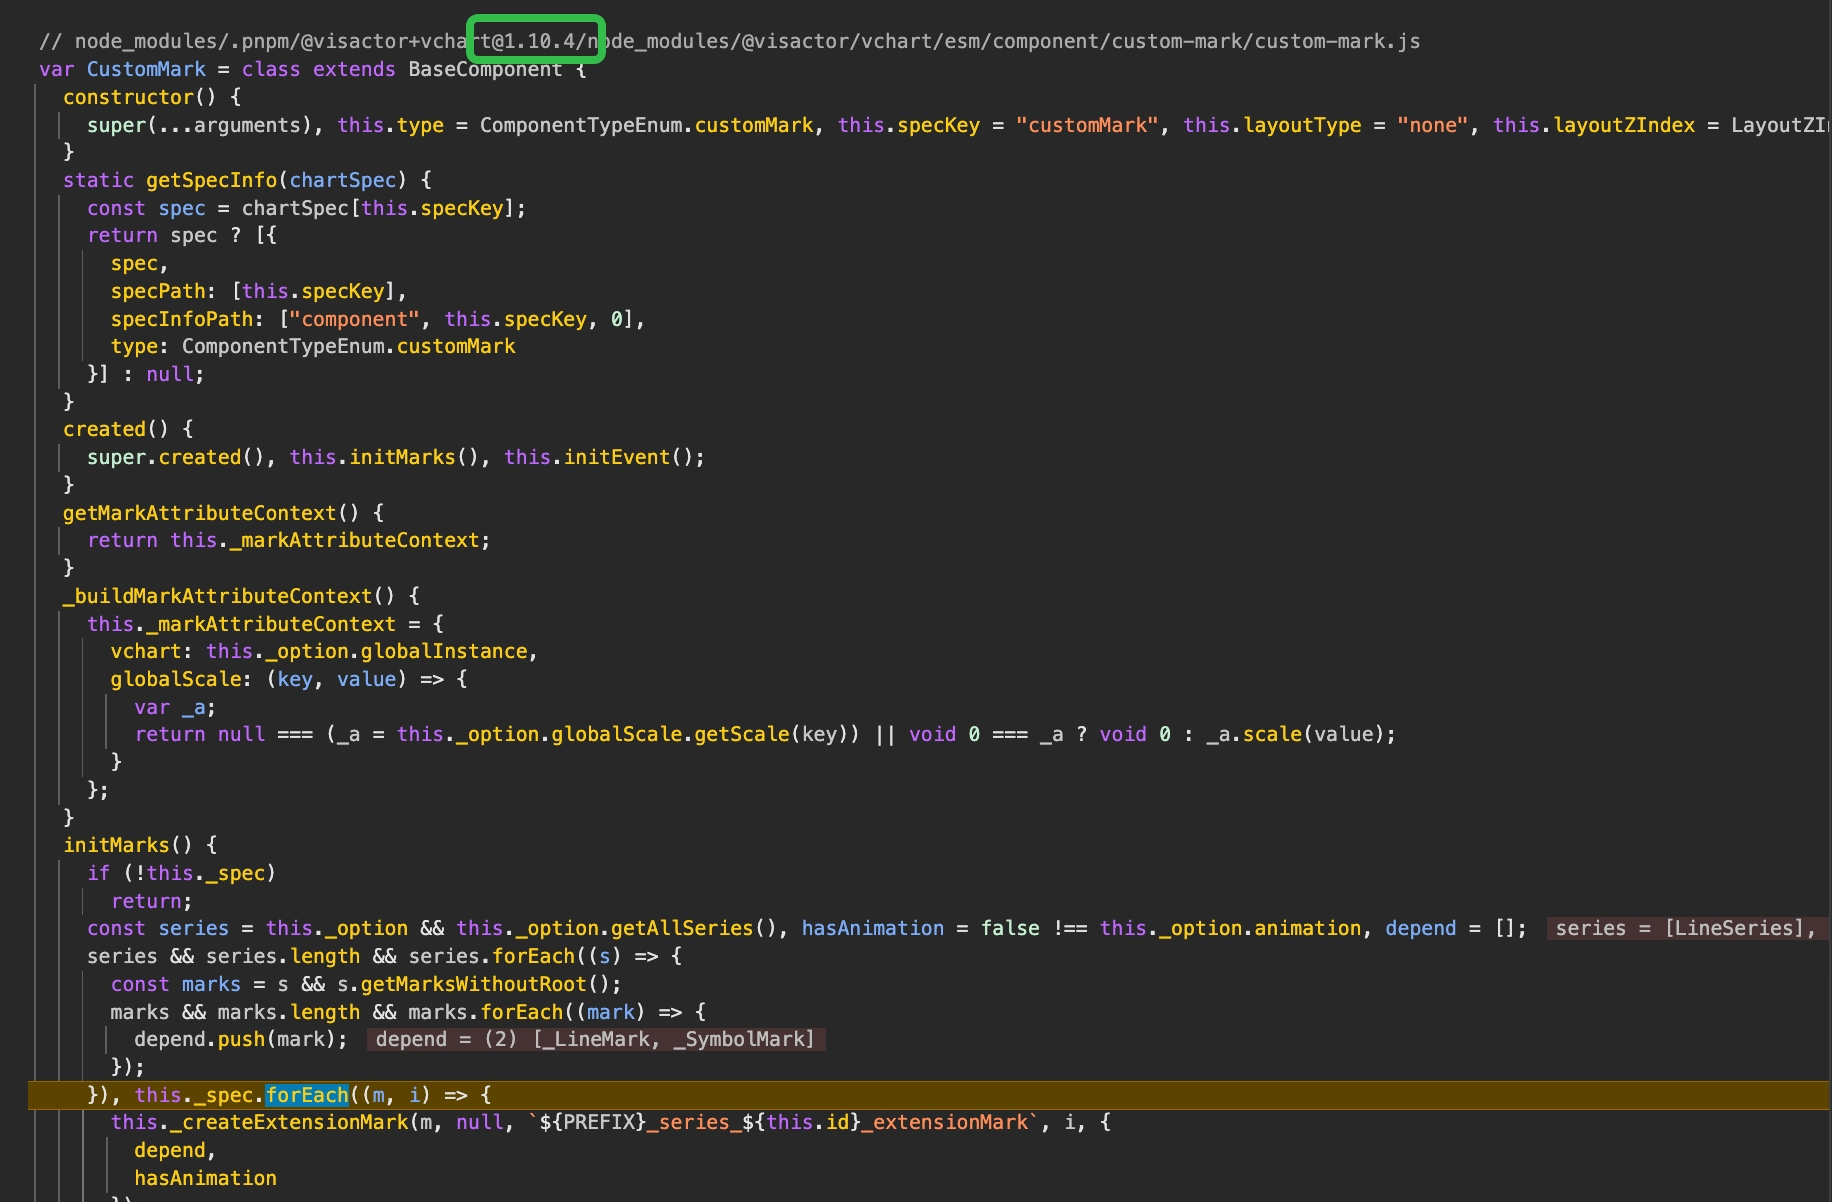 // node_modules/.pnpm/@visactor+vchart@1.10.4/node_modules/@visactor/vchart/esm/component/custom-mark/custom-mark.js
var CustomMark = class extends BaseComponent {
constructor() {
super(...arguments), this.type = ComponentTypeEnum.customMark, this.specKey = "customMark", this.layoutType = "none", this.layoutZIndex = LayoutZI
}
static getSpecInfo(chartSpec) {
const spec = chartSpec[this.specKey];
return spec ? [{
spec,
specPath: [this.specKey],
specInfoPath: ["component", this.specKey, 0],
type: ComponentTypeEnum.customMark
}] : null;
}
created() {
super.created(), this.initMarks(), this.initEvent();
}
getMarkAttributeContext() {
return this._markAttributeContext;
}
_buildMarkAttributeContext() {
this._markAttributeContext = {
vchart: this._option.globalInstance,
globalScale: (key, value) => {
var _a;
return null === (_a = this._option.globalScale.getScale(key)) || void 0 === _a ? void 0 : _a.scale(value);
}
};
}
initMarks() {
if (!this._spec)
return;
const series = this._option && this._option.getAllSeries(), hasAnimation = false !== this._option.animation, depend = []; series = [LineSeries],
series && series.length && series.forEach((s) => {
const marks = s && s.getMarksWithoutRoot();
marks && marks.length && marks.forEach((mark) => {
depend.push(mark); depend = (2) [_LineMark, _SymbolMark]
});
}), this._spec.forEach((m, i) => {
this._createExtensionMark(m, null, `${PREFIX}_series_${this.id}_extensionMark`, i, {
depend,
hasAnimation